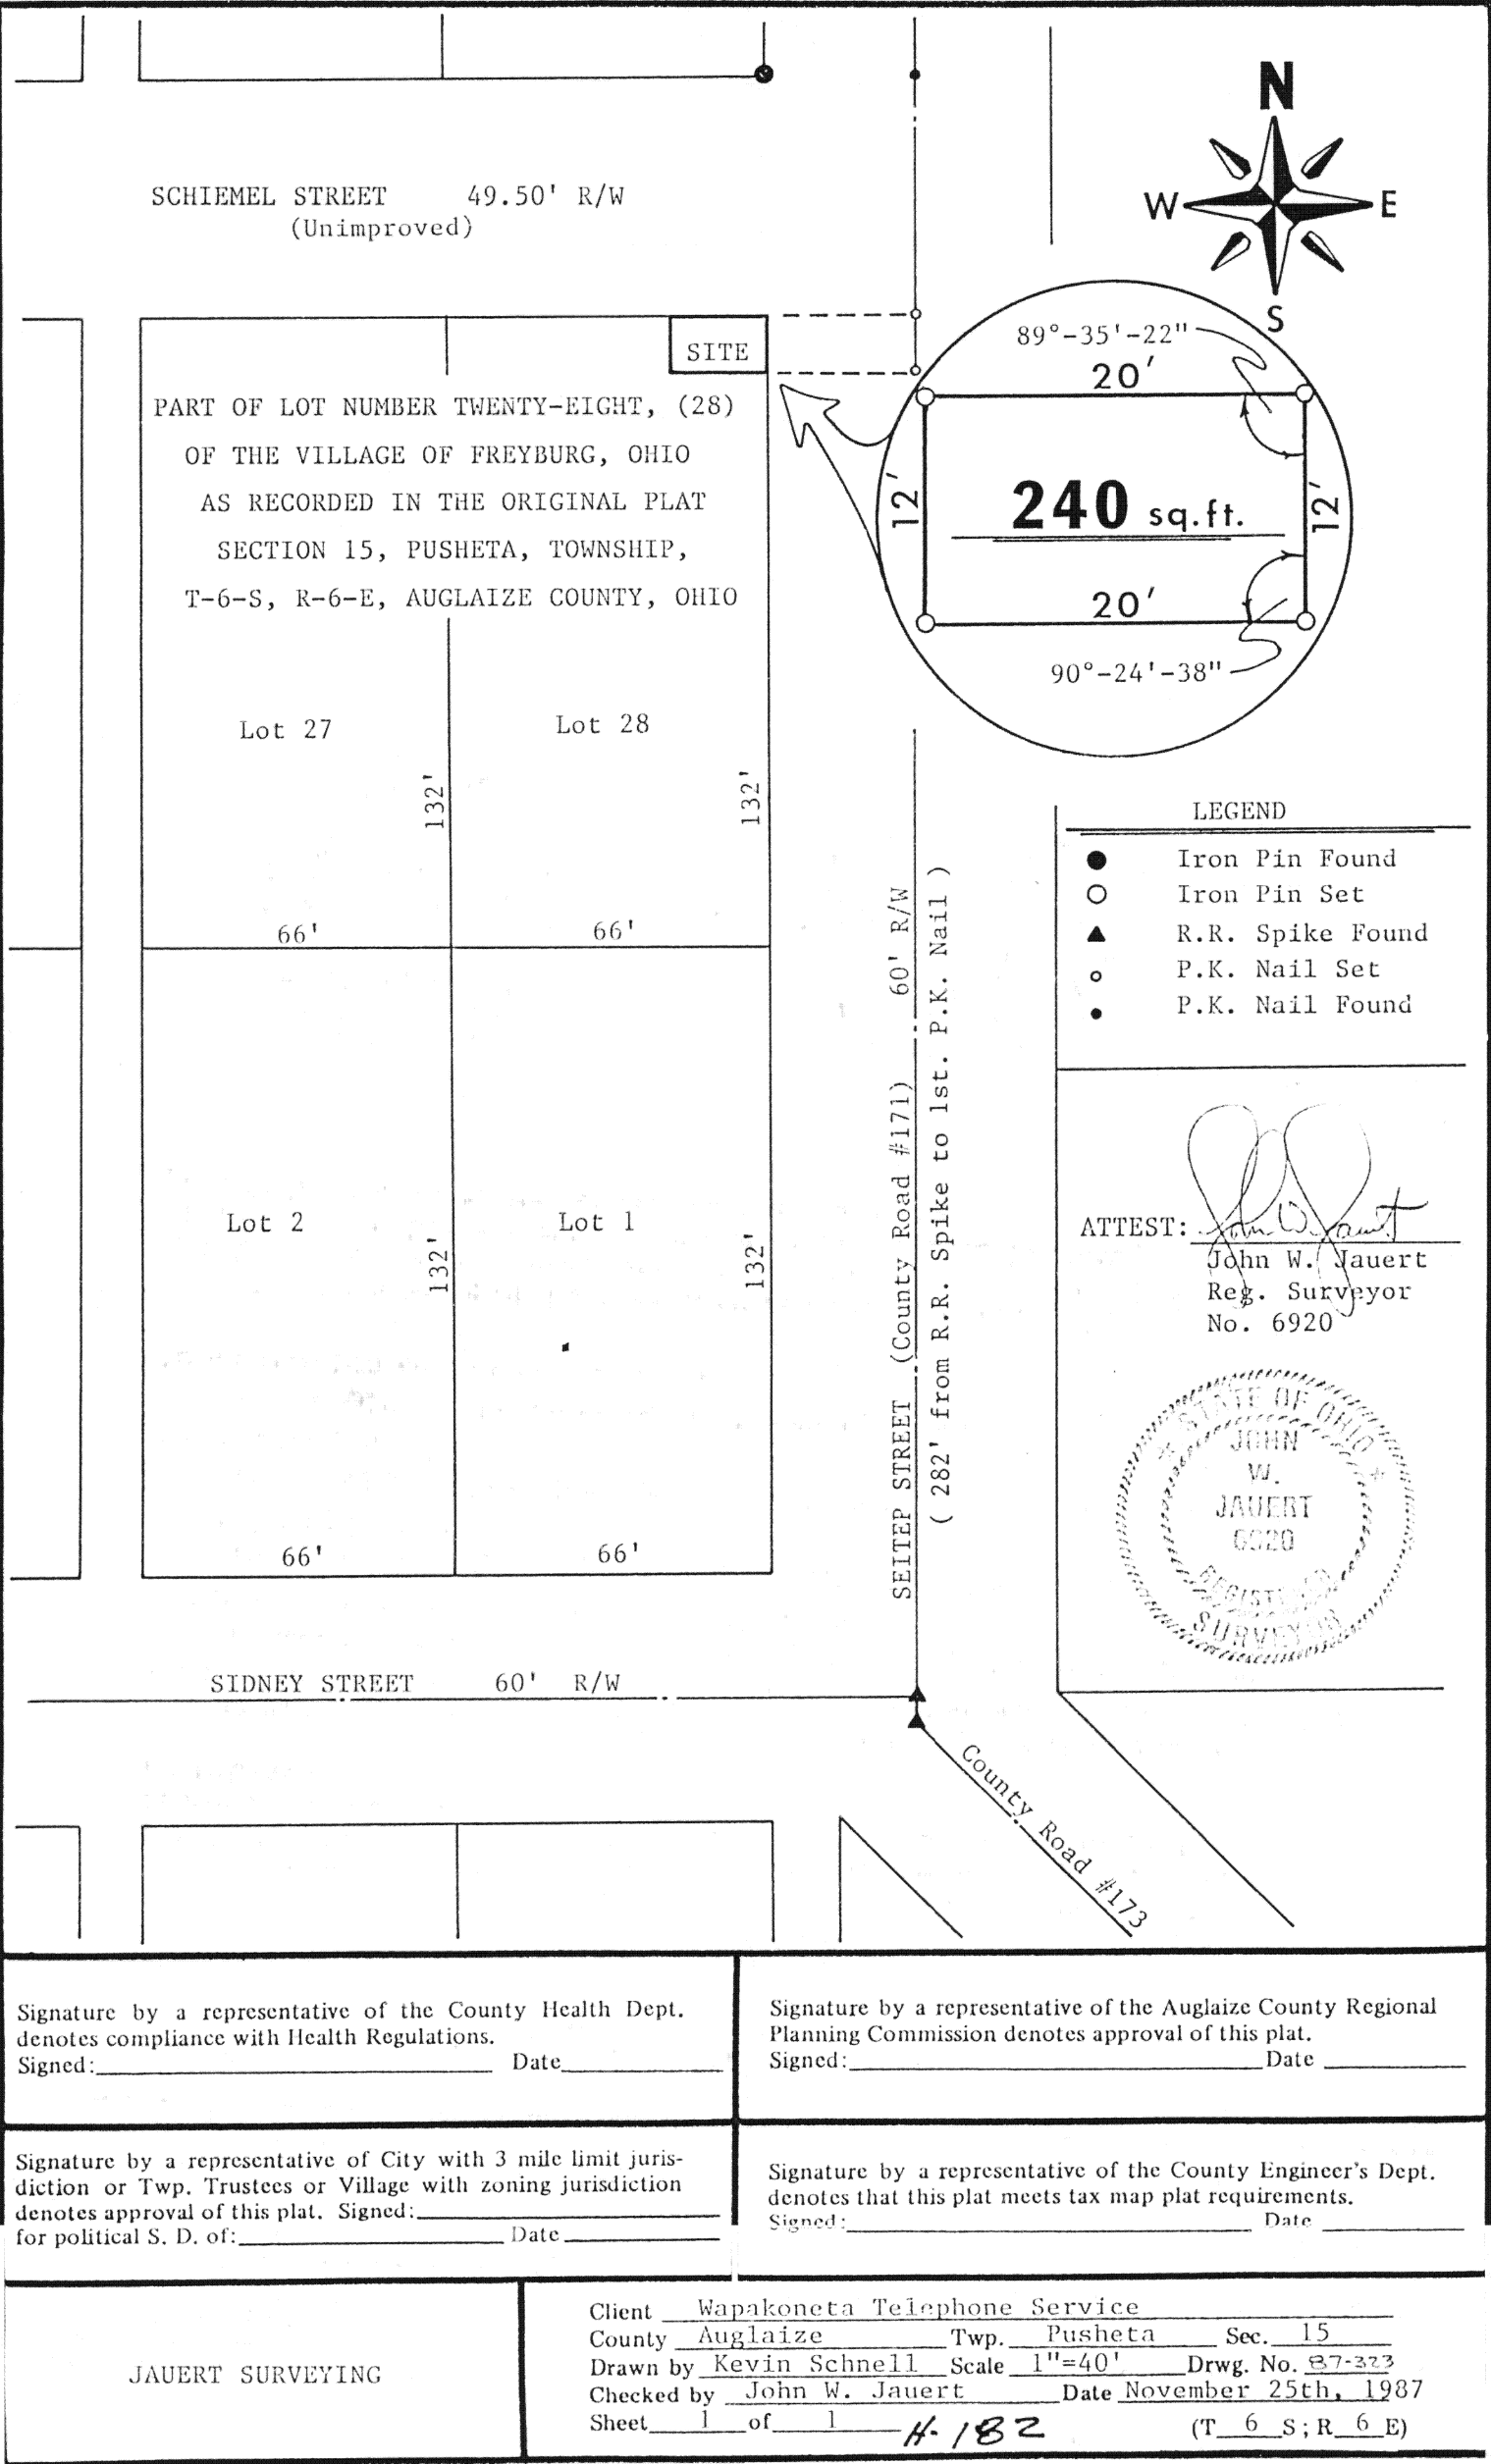 N
W E
S
SCHIEMEL STREET 49.50' R/W
(Unimproved)
SITE
89°-35'-22"
20'
12'
240 sq.ft.
12'
20'
90°-24'-38"
PART OF LOT NUMBER TWENTY-EIGHT, (28)
OF THE VILLAGE OF FREYBURG, OHIO
AS RECORDED IN THE ORIGINAL PLAT
SECTION 15, PUSHETA, TOWNSHIP,
T-6-S, R-6-E, AUGLAIZE COUNTY, OHIO
Lot 27
Lot 28
132'
132'
66'
66'
LEGEND
Iron Pin Found
Iron Pin Set
R.R. Spike Found
P.K. Nail Set
P.K. Nail Found
SEITEP STREET (County Road #171) 60' R/W
( 282' from R.R. Spike to 1st. P.K. Nail )
Lot 2
Lot 1
132'
132'
66'
66'
ATTEST: John W. Jauert
John W. Jauert
Reg. Surveyor
No. 6920
STATE OF OHIO
JOHN
W.
JAUERT
6920
REGISTERED
SURVEYOR
SIDNEY STREET 60' R/W
County Road #173
Signature by a representative of the County Health Dept.
denotes compliance with Health Regulations.
Signed: Date
Signature by a representative of the Auglaize County Regional
Planning Commission denotes approval of this plat.
Signed: Date
Signature by a representative of City with 3 mile limit juris-
diction or Twp. Trustees or Village with zoning jurisdiction
denotes approval of this plat. Signed:
for political S. D. of: Date
Signature by a representative of the County Engineer's Dept.
denotes that this plat meets tax map plat requirements.
Signed: Date
JAUERT SURVEYING
Client Wapakoneta Telephone Service
County Auglaize Twp. Pusheta Sec. 15
Drawn by Kevin Schnell Scale 1"=40' Drwg. No. 87-323
Checked by John W. Jauert Date November 25th, 1987
Sheet 1 of 1 H-182 (T 6 S; R 6 E)